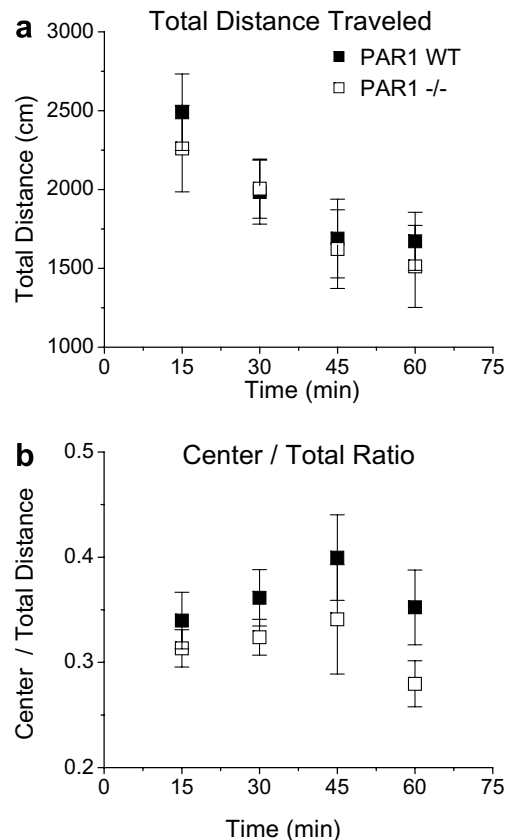 a
Total Distance Traveled
PAR1 WT
PAR1 -/-
Total Distance (cm)
3000
2500
2000
1500
1000
0 15 30 45 60 75
Time (min)
b
Center / Total Ratio
Center / Total Distance
0.5
0.4
0.3
0.2
0 15 30 45 60 75
Time (min)